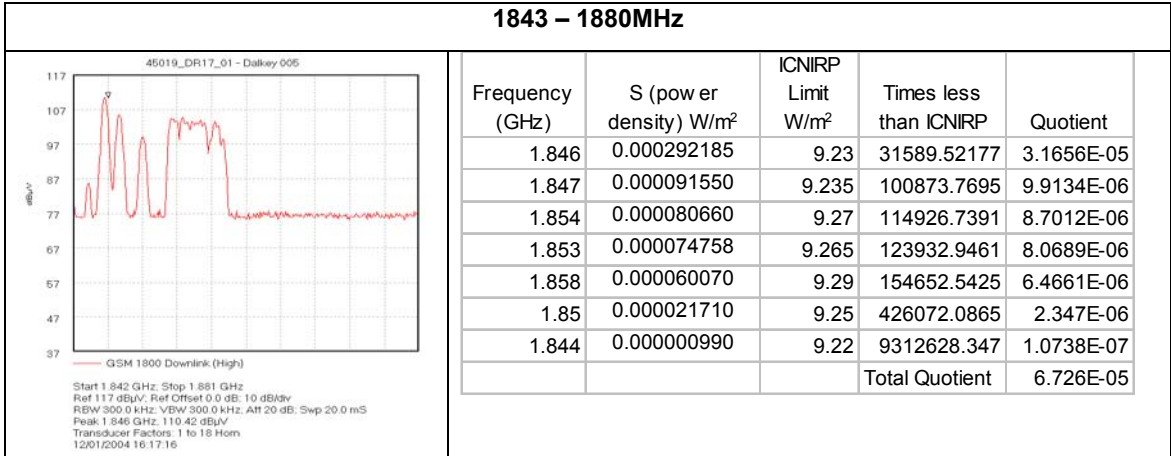 1843 – 1880MHz
45019_DR17_01 - Dalkey 005
117
107
97
87
77
67
57
47
37
dBµV
GSM 1800 Downlink (High)
Start 1.842 GHz; Stop 1.881 GHz
Ref 117 dBµV; Ref Offset 0.0 dB; 10 dB/div
RBW 300.0 kHz; VBW 300.0 kHz; Att 20 dB; Swp 20.0 mS
Peak 1.846 GHz, 110.42 dBµV
Transducer Factors: 1 to 18 Horn
12/01/2004 16:17:16
Frequency (GHz) S (power density) W/m² ICNIRP Limit W/m² Times less than ICNIRP Quotient
1.846 0.000292185 9.23 31589.52177 3.1656E-05
1.847 0.000091550 9.235 100873.7695 9.9134E-06
1.854 0.000080660 9.27 114926.7391 8.7012E-06
1.853 0.000074758 9.265 123932.9461 8.0689E-06
1.858 0.000060070 9.29 154652.5425 6.4661E-06
1.85 0.000021710 9.25 426072.0865 2.347E-06
1.844 0.000000990 9.22 9312628.347 1.0738E-07
Total Quotient 6.726E-05